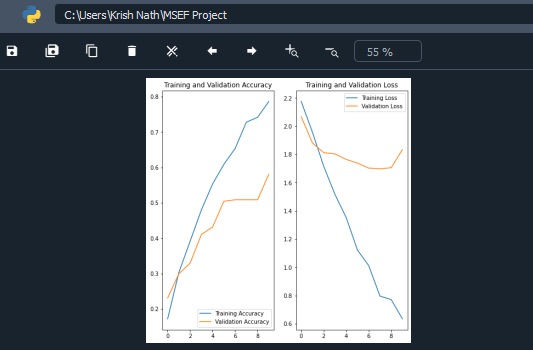 C:\Users\Krish Nath\MSEF Project
55 %
Training and Validation Accuracy
0.8
0.7
0.6
0.5
0.4
0.3
0.2
Training Accuracy
Validation Accuracy
0 2 4 6 8
Training and Validation Loss
Training Loss
Validation Loss
2.2
2.0
1.8
1.6
1.4
1.2
1.0
0.8
0.6
0 2 4 6 8